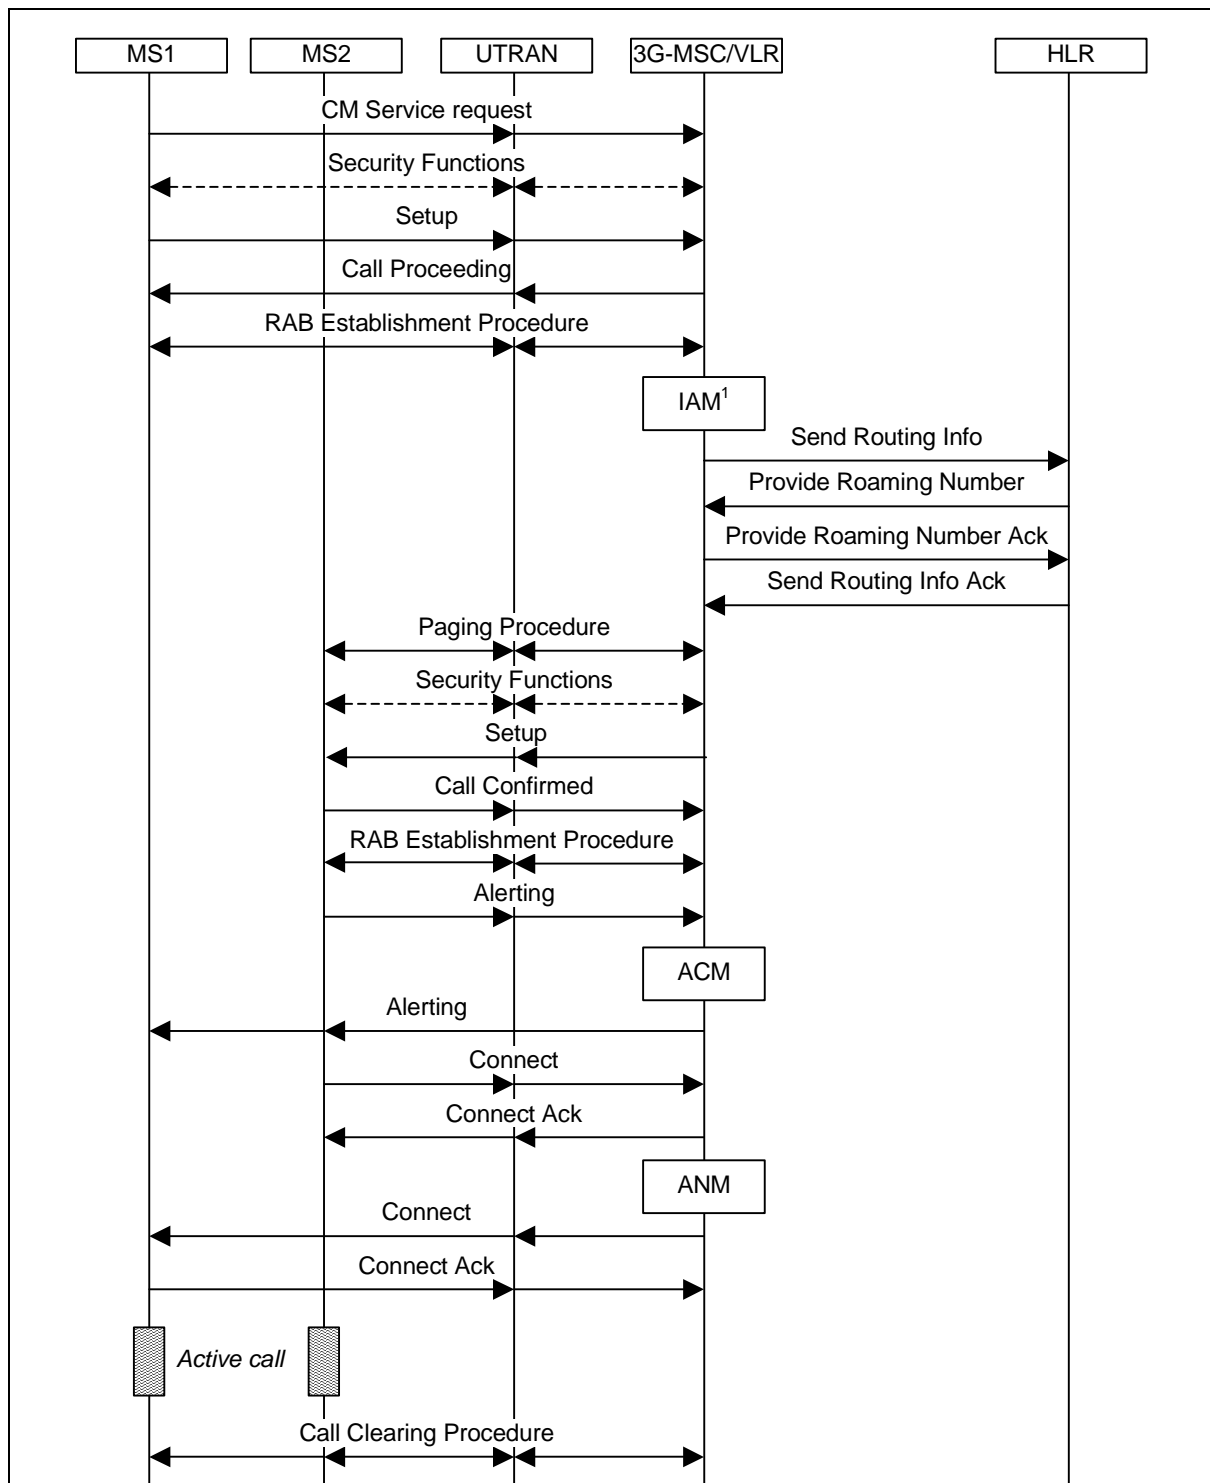 MS1 MS2 UTRAN 3G-MSC/VLR HLR
CM Service request
Security Functions
Setup
Call Proceeding
RAB Establishment Procedure
IAM1
Send Routing Info
Provide Roaming Number
Provide Roaming Number Ack
Send Routing Info Ack
Paging Procedure
Security Functions
Setup
Call Confirmed
RAB Establishment Procedure
Alerting
ACM
Alerting
Connect
Connect Ack
ANM
Connect
Connect Ack
Active call
Call Clearing Procedure